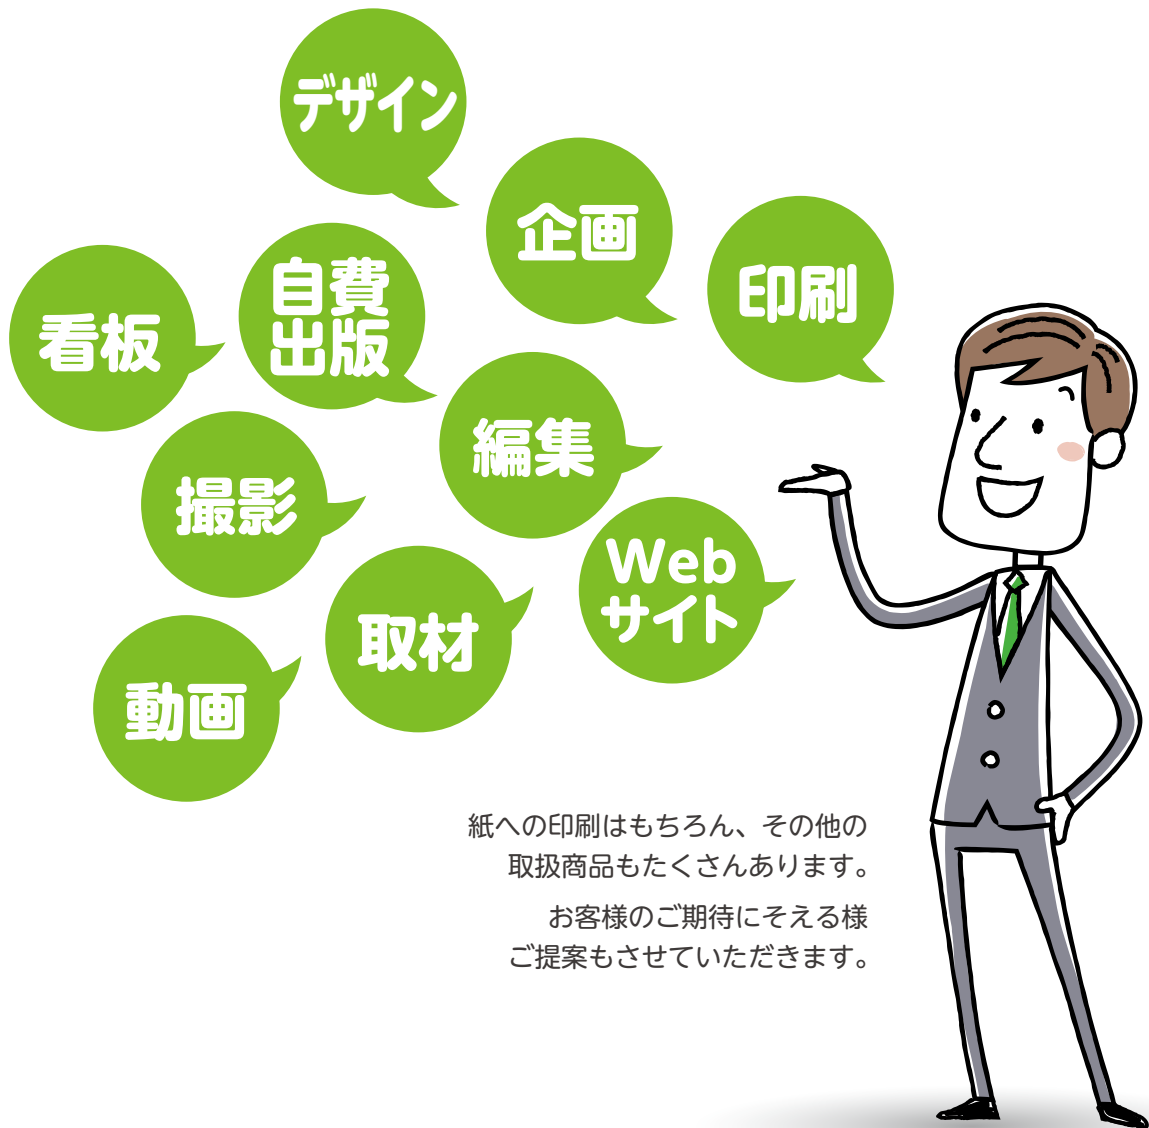 デザイン
企画
印刷
看板
自費
出版
編集
撮影
Web
サイト
取材
動画
紙への印刷はもちろん、その他の
取扱商品もたくさんあります。
お客様のご期待にそえる様
ご提案もさせていただきます。